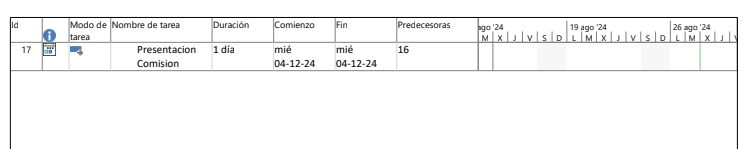 Id Modo de Nombre de tarea Duración Comienzo Fin Predecesoras ago '24 19 ago '24 26 ago '24
tarea M X J V S D L M X J V S D L M X J
17 Presentacion 1 día mié mié 16
Comision 04-12-24 04-12-24